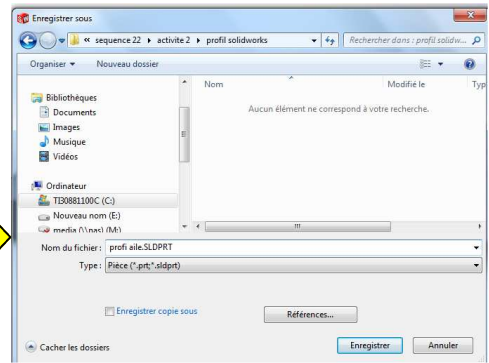 Enregistrer sous
« sequence 22 ▸ activite 2 ▸ profil solidworks
Rechercher dans : profil solidw...
Organiser ▾ Nouveau dossier
Nom Modifié le Typ
Aucun élément ne correspond à votre recherche.
Bibliothèques
Documents
Images
Musique
Vidéos
Ordinateur
TI30881100C (C:)
Nouveau nom (E:)
media (\\nas) (M:)
Nom du fichier : profi aile.SLDPRT
Type : Pièce (*.prt;*.sldprt)
Enregistrer copie sous
Références...
Cacher les dossiers
Enregistrer Annuler